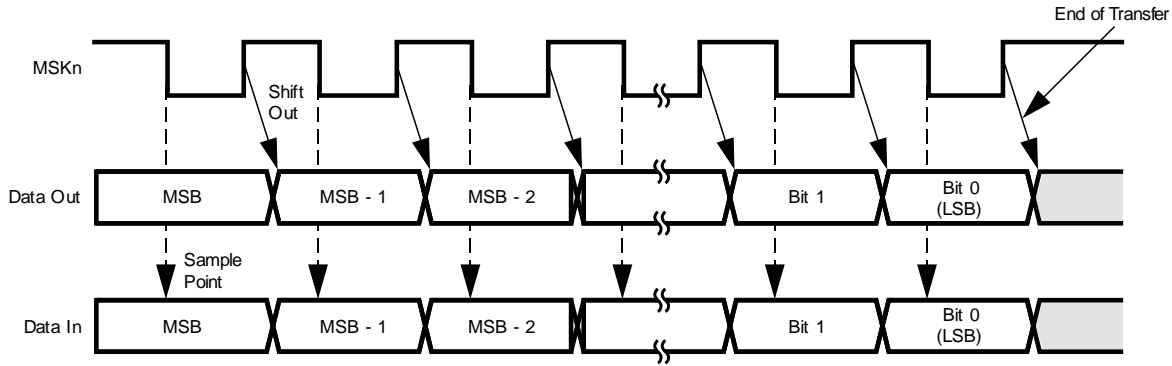 End of Transfer
MSKn
Shift
Out
Data Out
MSB
MSB - 1
MSB - 2
Bit 1
Bit 0
(LSB)
Sample
Point
Data In
MSB
MSB - 1
MSB - 2
Bit 1
Bit 0
(LSB)